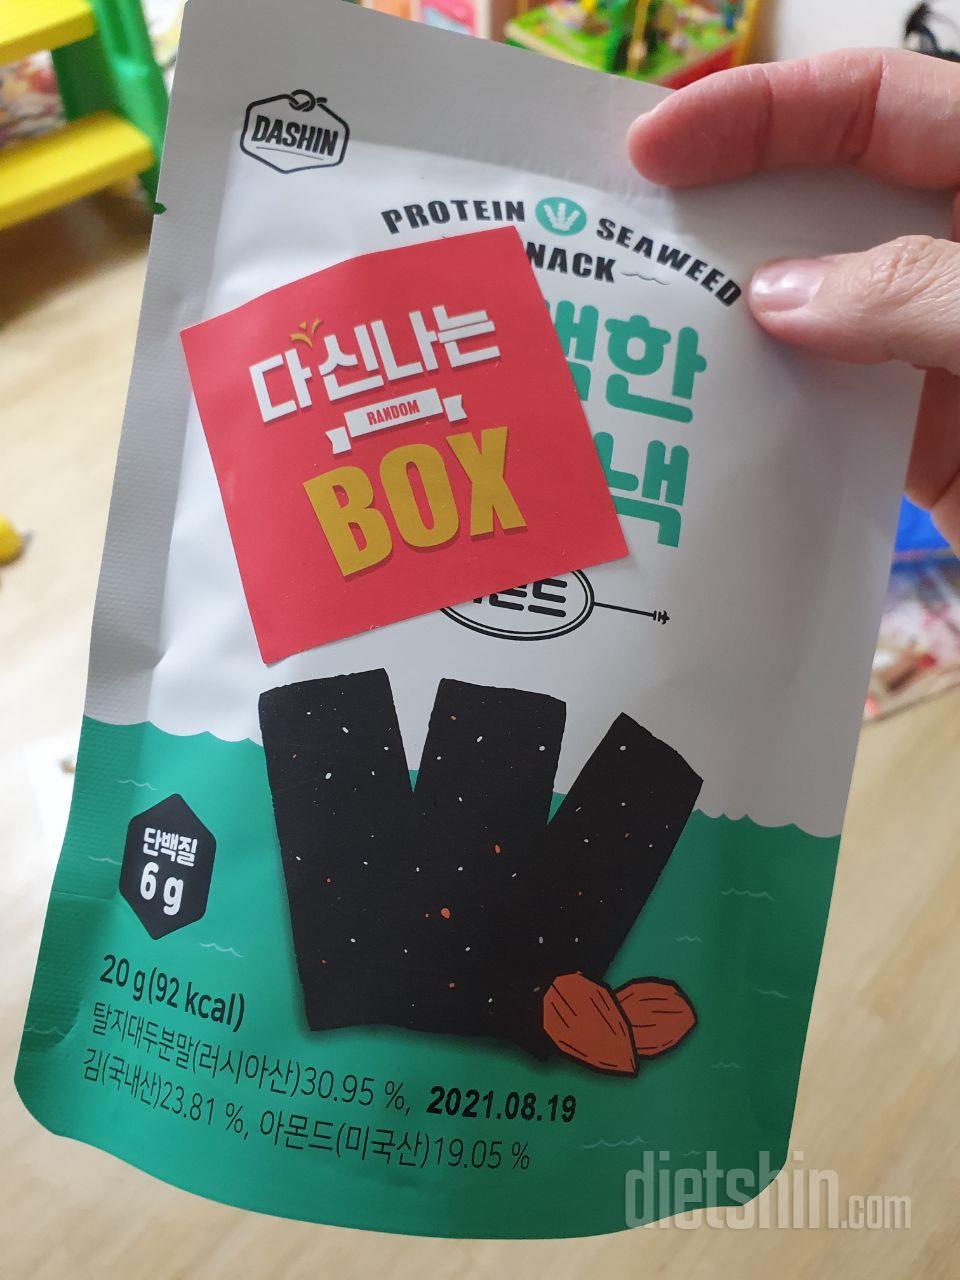 DASHIN
PROTEIN SEAWEED
NACK
한
낵
다신나는
RANDOM
BOX
몬드
단백질
6 g
20 g (92 kcal)
탈지대두분말(러시아산)30.95 %, 2021.08.19
김(국내산)23.81 %, 아몬드(미국산)19.05 %
dietshin.com